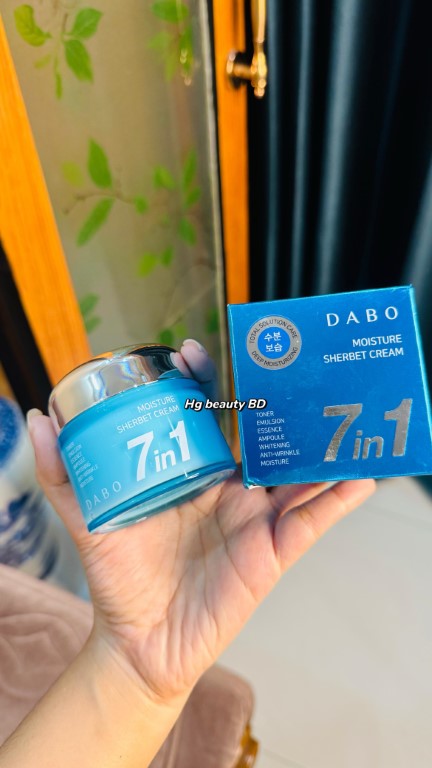 DABO
MOISTURE
SHERBET CREAM
TOTAL SOLUTION CARE
수분
보습
DEEP MOISTURIZING
TONER
EMULSION
ESSENCE
AMPOULE
WHITENING
ANTI-WRINKLE
MOISTURE
7in1
MOISTURE
SHERBET CREAM
7in1
DABO
Hg beauty BD